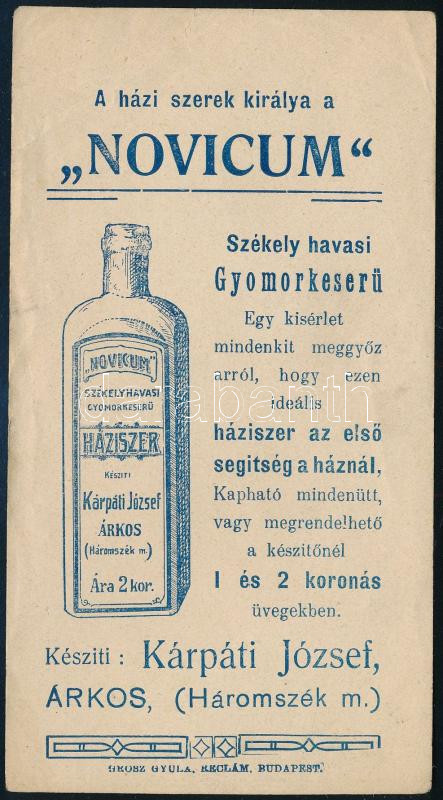 A házi szerek királya a
„NOVICUM“
Székely havasi
Gyomorkeserü
Egy kisérlet
mindenkit meggyőz
arról, hogy ezen
ideális
háziszer az első
segitség a háznál,
Kapható mindenütt,
vagy megrendelhető
a készitőnél
1 és 2 koronás
üvegekben.
„NOVICUM“
SZÉKELYHAVASI
GYOMORKESERÜ
HÁZISZER
KÉSZITI
Kárpáti József
ÁRKOS
(Háromszék m.)
Ára 2 kor.
Késziti: Kárpáti József,
ÁRKOS, (Háromszék m.)
GROSZ GYULA, RECLÁM, BUDAPEST.
darabanth